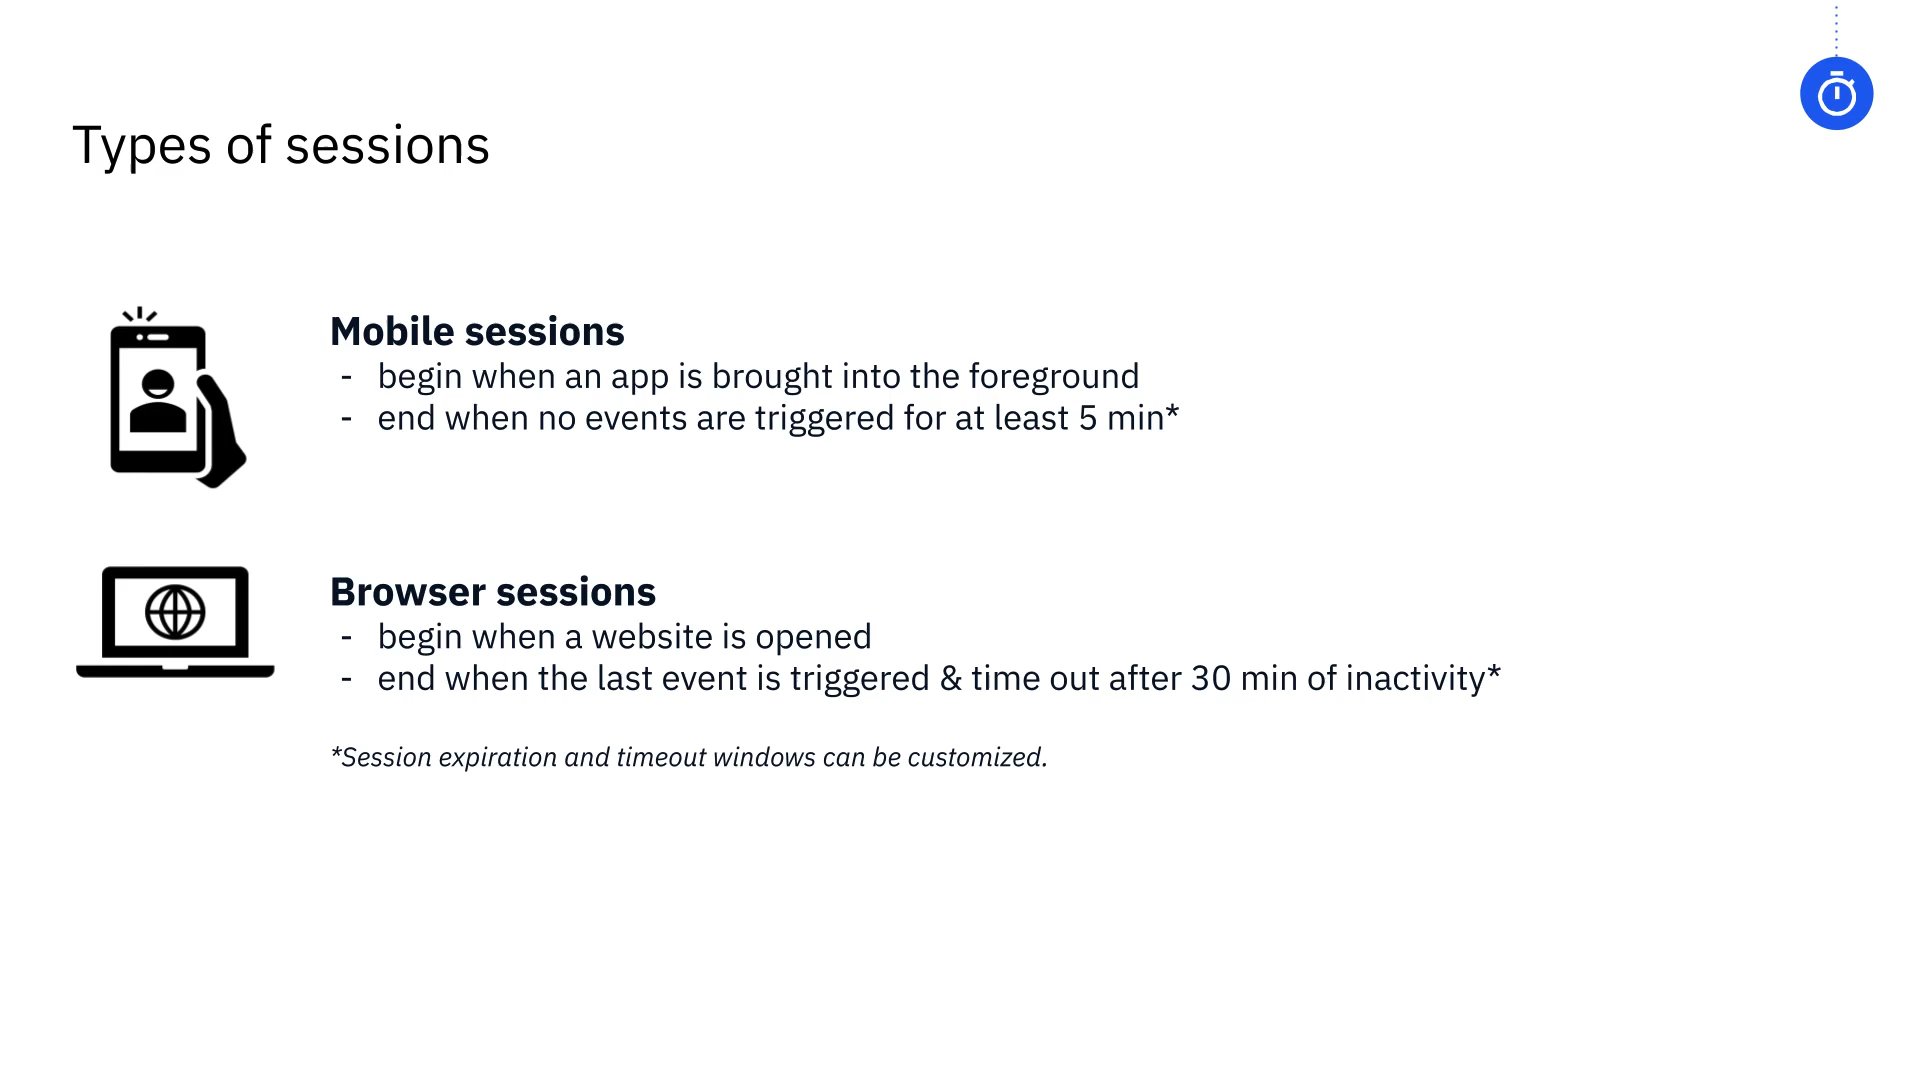 Types of sessions
Mobile sessions
- begin when an app is brought into the foreground
- end when no events are triggered for at least 5 min*
Browser sessions
- begin when a website is opened
- end when the last event is triggered & time out after 30 min of inactivity*
*Session expiration and timeout windows can be customized.